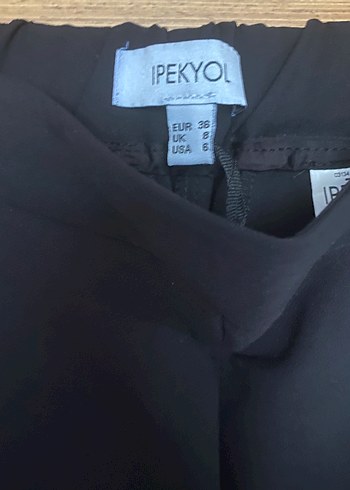 IPEKYOL
EUR 36
UK 8
USA 6